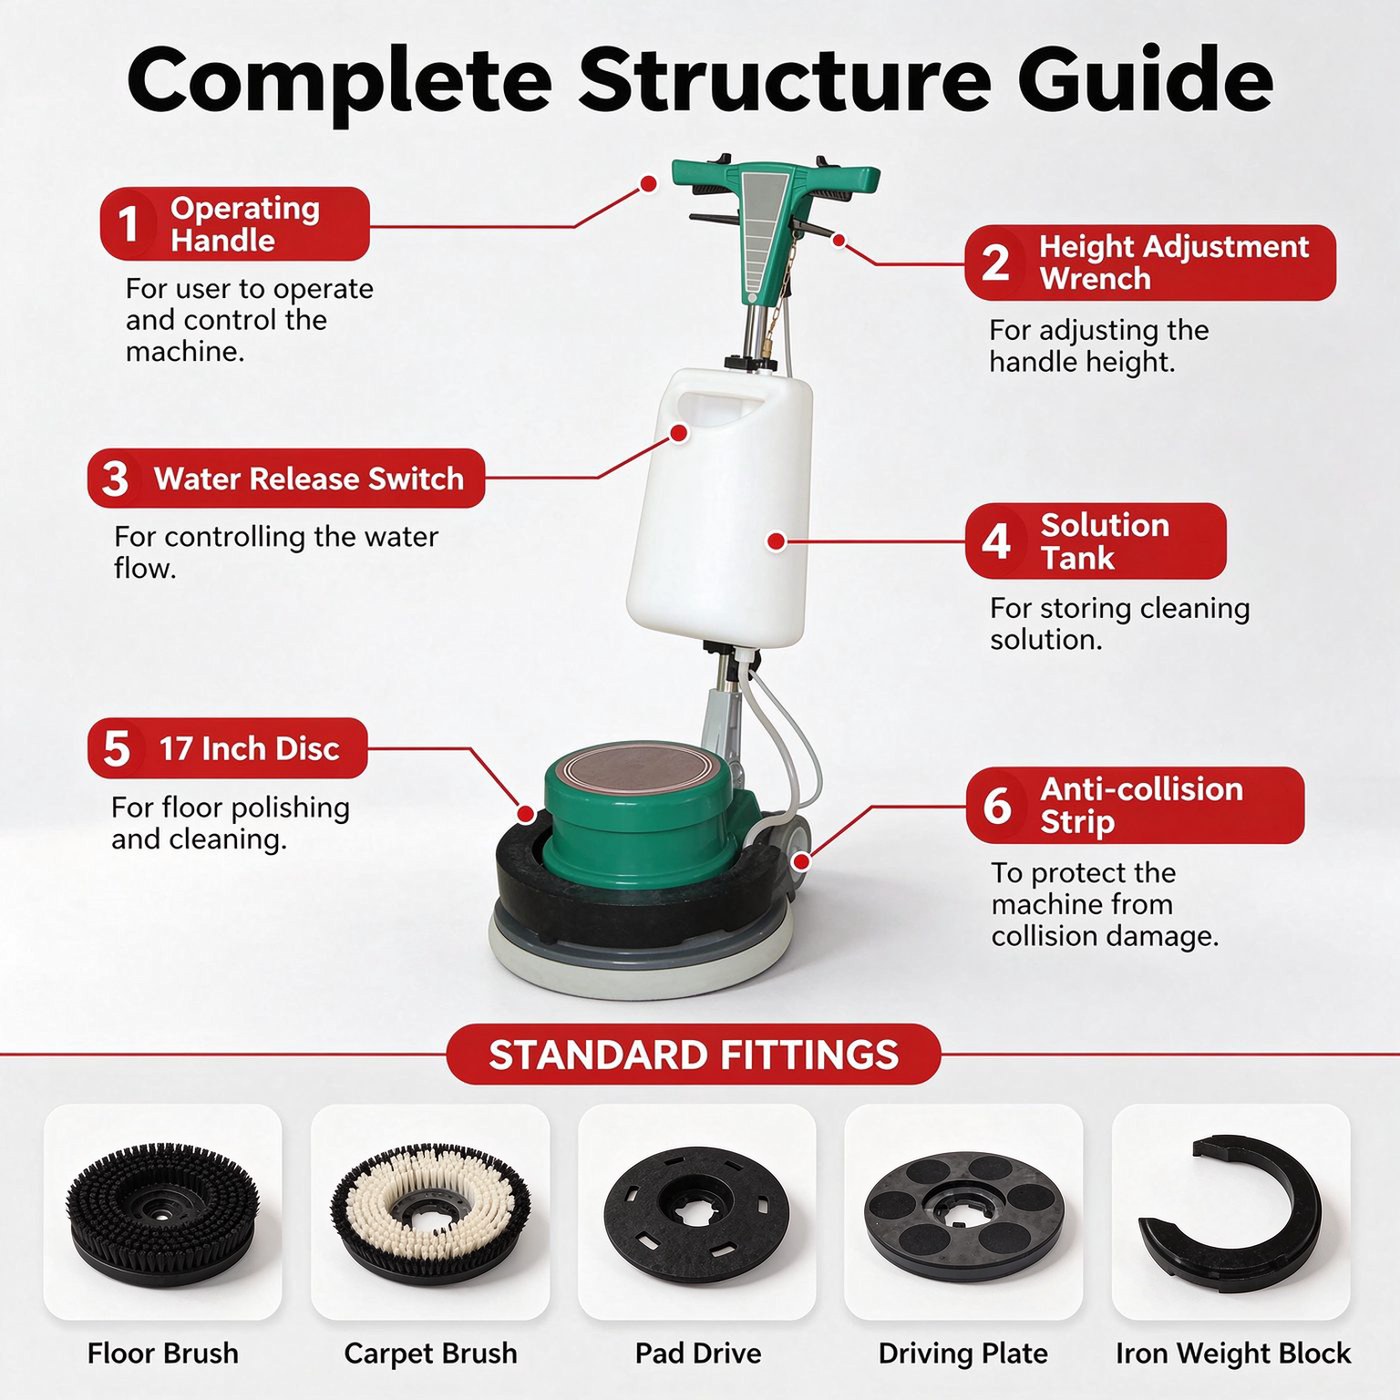 Complete Structure Guide
1
Operating
Handle
For user to operate
and control the
machine.
2
Height Adjustment
Wrench
For adjusting the
handle height.
3
Water Release Switch
For controlling the water
flow.
4
Solution
Tank
For storing cleaning
solution.
5
17 Inch Disc
For floor polishing
and cleaning.
6
Anti-collision
Strip
To protect the
machine from
collision damage.
STANDARD FITTINGS
Floor Brush
Carpet Brush
Pad Drive
Driving Plate
Iron Weight Block